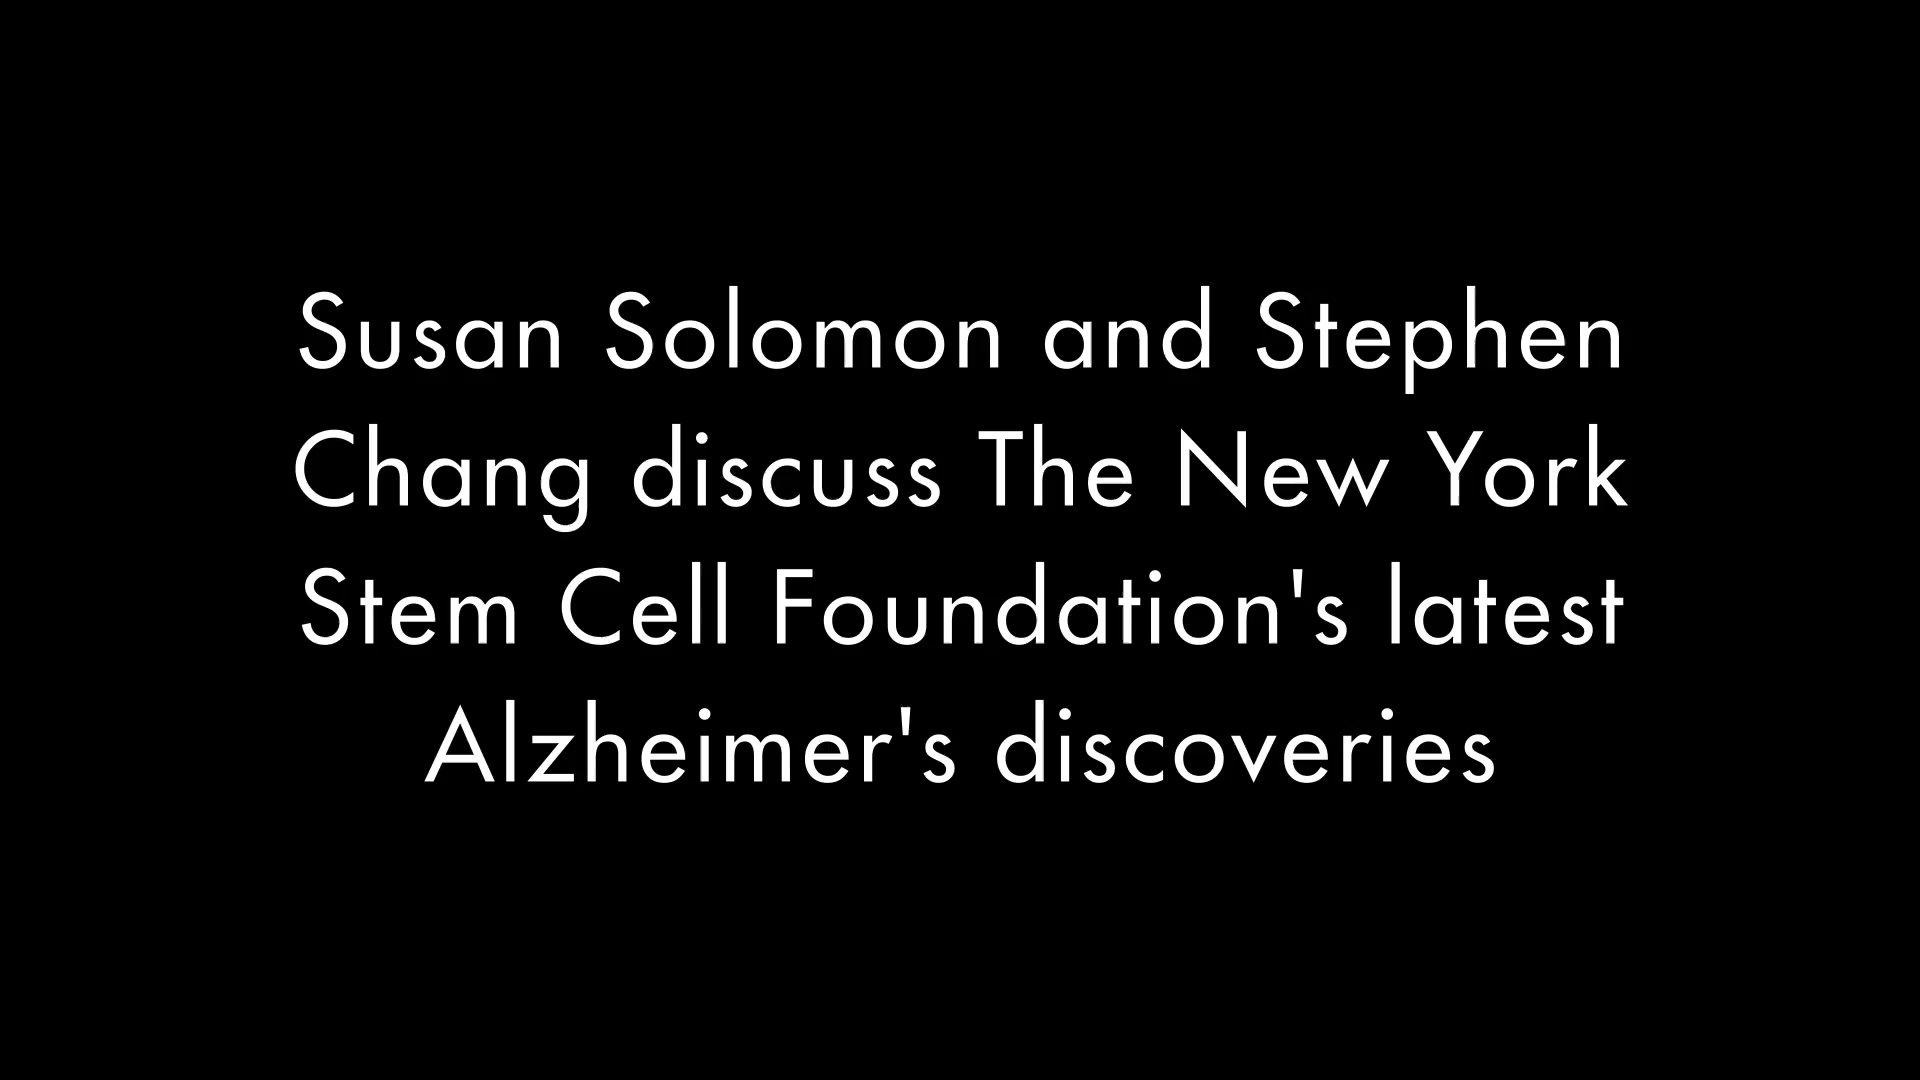 Susan Solomon and Stephen
Chang discuss The New York
Stem Cell Foundation's latest
Alzheimer's discoveries